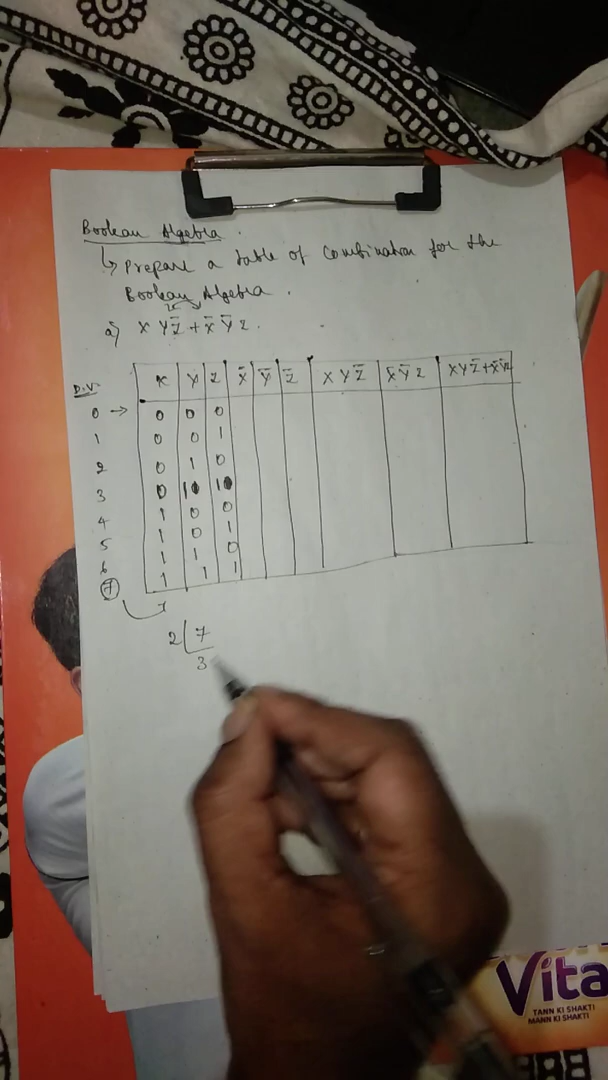 Boolean Algebra.
↳ Prepare a table of Combination for the
Boolean Algebra.
a) X Y Z̅ + X̅ Y̅ Z.
D.V. X Y Z X̅ Y̅ Z̅ X Y Z̅ X̅ Y̅ Z X Y Z̅ + X̅ Y̅ Z
0 → 0 0 0
1 0 0 1
2 0 1 0
3 0 1 1
4 1 0 0
5 1 0 1
6 1 1 0
7 1 1 1
7
2 7
3
Vita
TANN KI SHAKTI
MANN KI SHAKTI